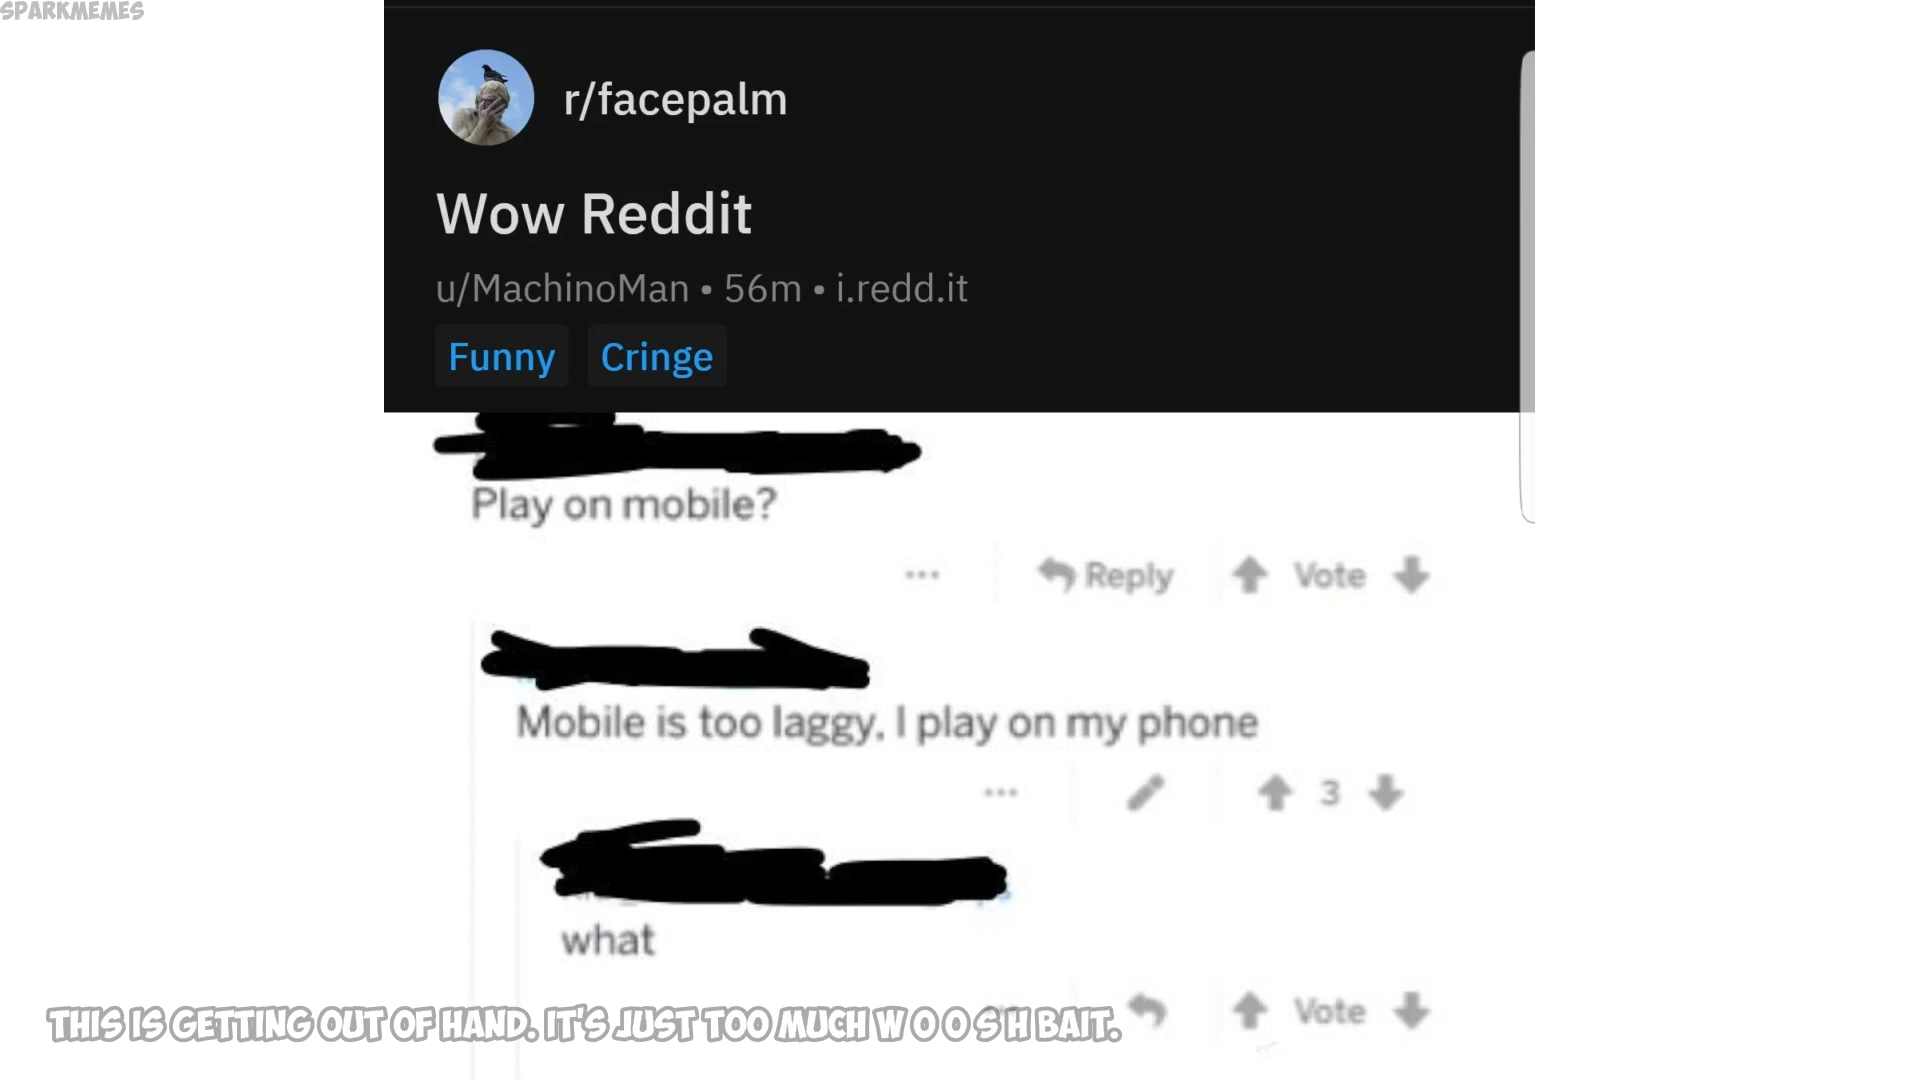 SPARKMEMES
r/facepalm
Wow Reddit
u/MachinoMan • 56m • i.redd.it
Funny Cringe
Play on mobile?
... Reply Vote
Mobile is too laggy, I play on my phone
... 3
what
... Vote
THIS IS GETTING OUT OF HAND. IT'S JUST TOO MUCH W O O S H BAIT.